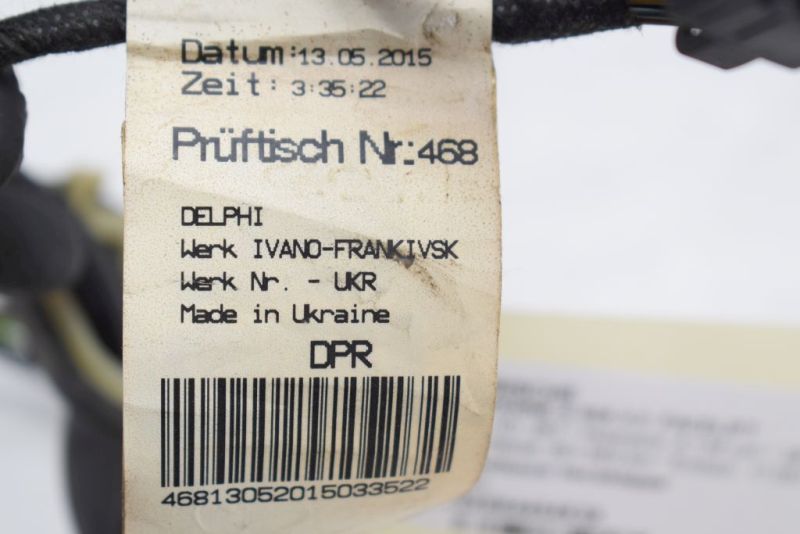 Datum:13.05.2015
Zeit: 3:35:22
Prüftisch Nr.:468
DELPHI
Werk IVANO-FRANKIVSK
Werk Nr. - UKR
Made in Ukraine
DPR
46813052015033522